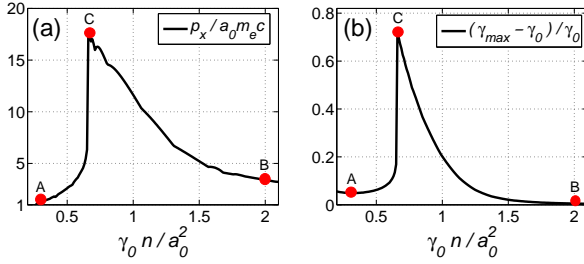 (a)
p_x / a_0 m_e c
20
15
10
5
1
A
C
B
0.5
1
1.5
2
γ_0 n / a_0^2
(b)
(γ_max − γ_0) / γ_0
0.8
0.6
0.4
0.2
0
A
C
B
0.5
1
1.5
2
γ_0 n / a_0^2